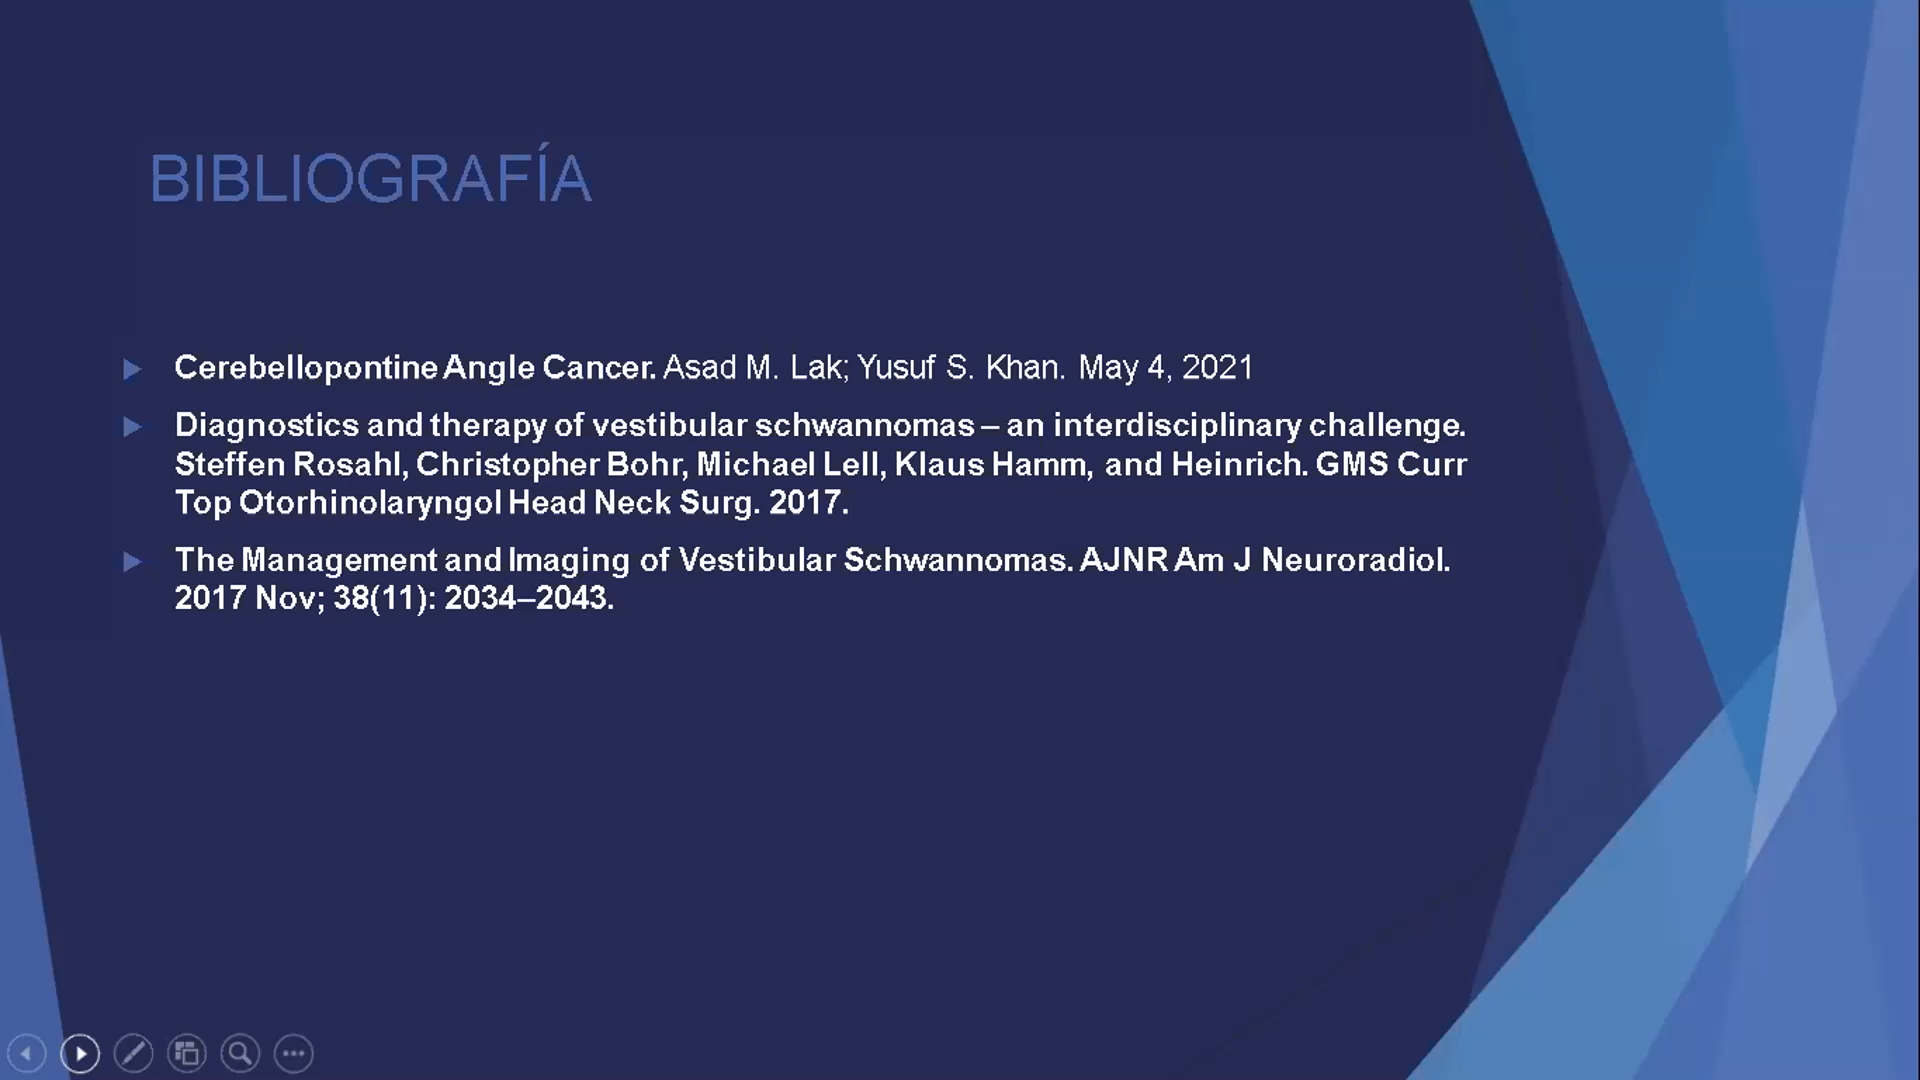 BIBLIOGRAFÍA
Cerebellopontine Angle Cancer. Asad M. Lak; Yusuf S. Khan. May 4, 2021
Diagnostics and therapy of vestibular schwannomas – an interdisciplinary challenge.
Steffen Rosahl, Christopher Bohr, Michael Lell, Klaus Hamm, and Heinrich. GMS Curr
Top Otorhinolaryngol Head Neck Surg. 2017.
The Management and Imaging of Vestibular Schwannomas. AJNR Am J Neuroradiol.
2017 Nov; 38(11): 2034–2043.